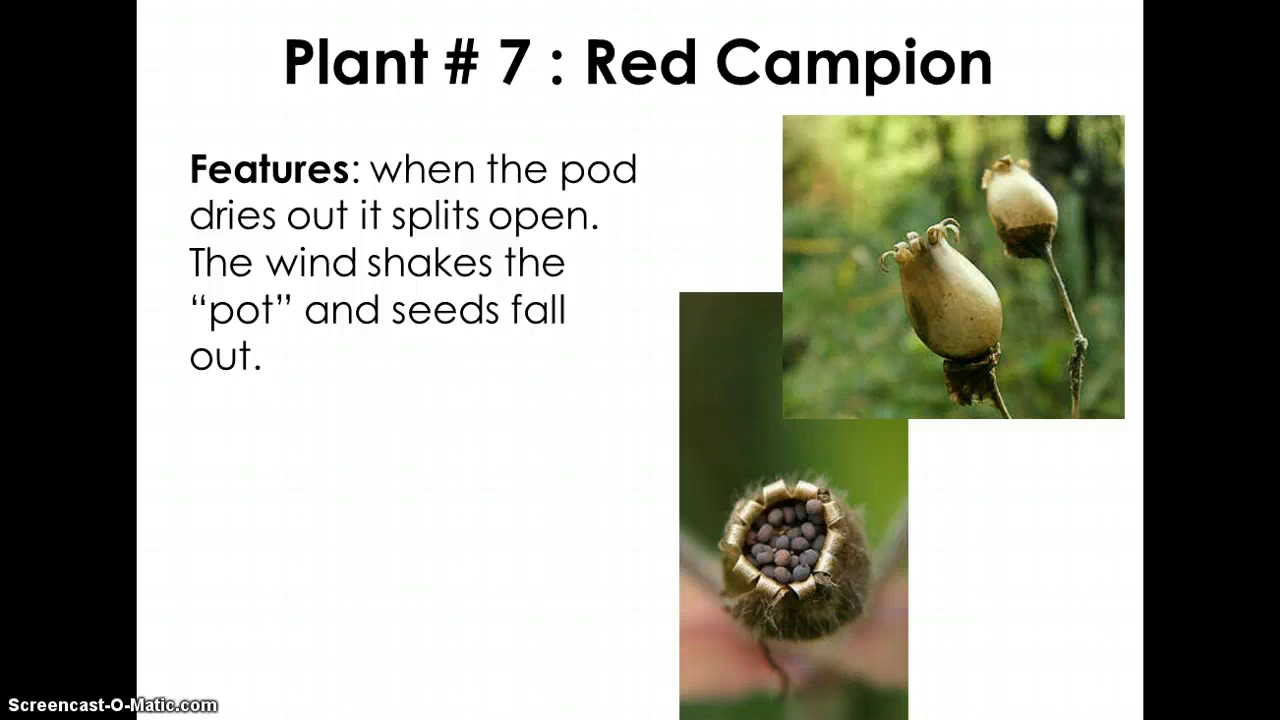 Plant # 7 : Red Campion
Features: when the pod
dries out it splits open.
The wind shakes the
“pot” and seeds fall
out.
Screencast-O-Matic.com